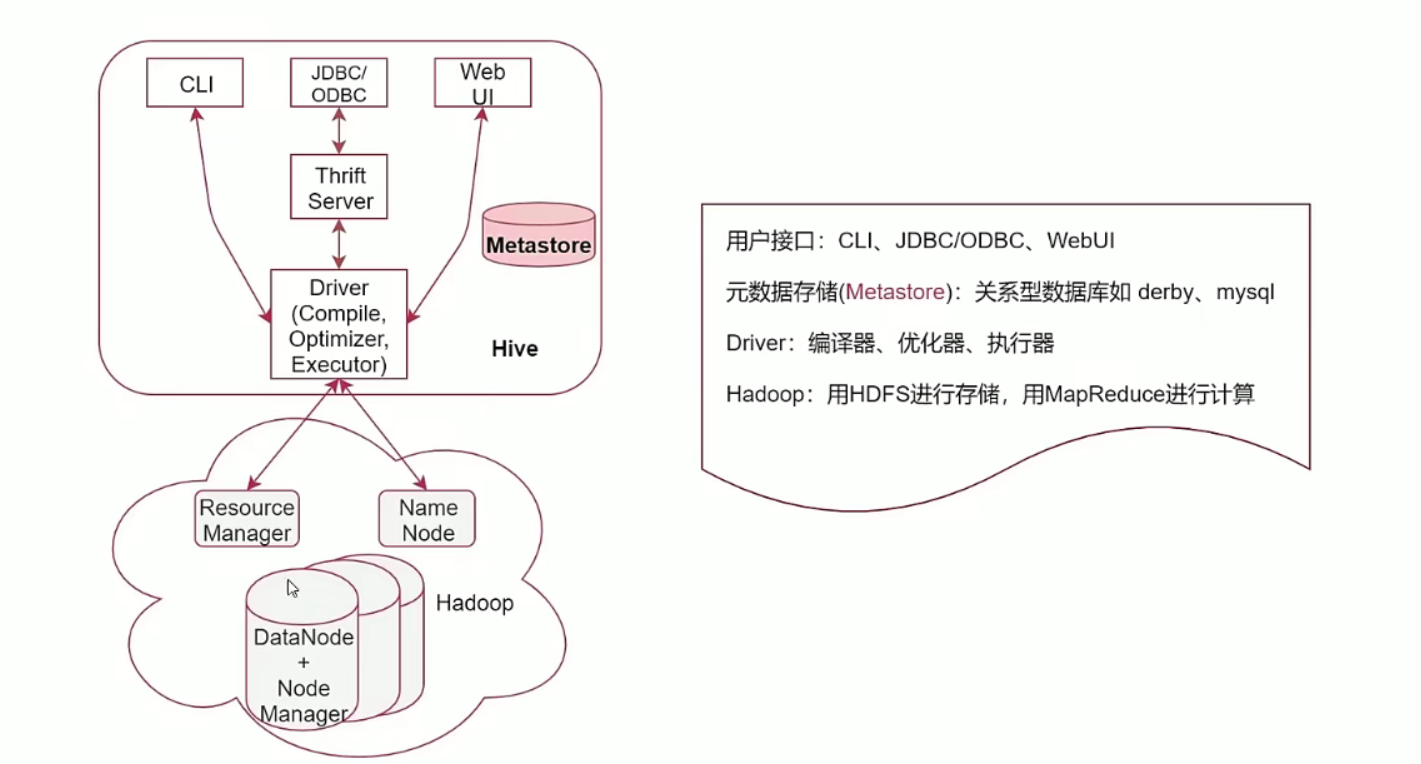 CLI
JDBC/
ODBC
Web
UI
Thrift
Server
Metastore
Driver
(Compile,
Optimizer,
Executor)
Hive
Resource
Manager
Name
Node
Hadoop
DataNode
+
Node
Manager
用户接口：CLI、JDBC/ODBC、WebUI
元数据存储(Metastore)：关系型数据库如 derby、mysql
Driver：编译器、优化器、执行器
Hadoop：用HDFS进行存储，用MapReduce进行计算